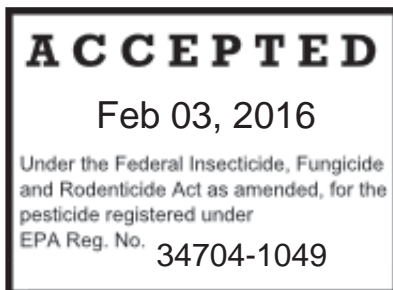 ACCEPTED
Feb 03, 2016
Under the Federal Insecticide, Fungicide
and Rodenticide Act as amended, for the
pesticide registered under
EPA Reg. No. 34704-1049